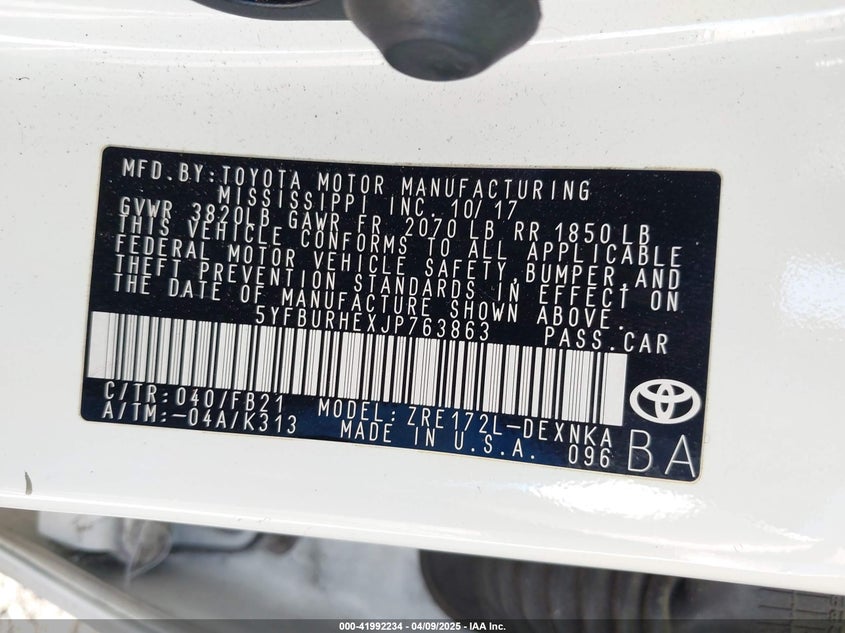 MFD.BY:TOYOTA MOTOR MANUFACTURING
MISSISSIPPI INC. 10/17
GVWR 3820LB GAWR FR. 2070 LB RR 1850LB
THIS VEHICLE CONFORMS TO ALL APPLICABLE
FEDERAL MOTOR VEHICLE SAFETY,BUMPER,AND
THEFT PREVENTION STANDARDS IN EFFECT ON
THE DATE OF MANUFACTURE SHOWN ABOVE.
5YFBURHEXJP763863 PASS.CAR
C/TR:040/FB21 MODEL:ZRE172L-DEXNKA
A/TM:-04A/K313 MADE IN U.S.A. 096 BA
000-41992234 | 04/09/2025 | IAA Inc.